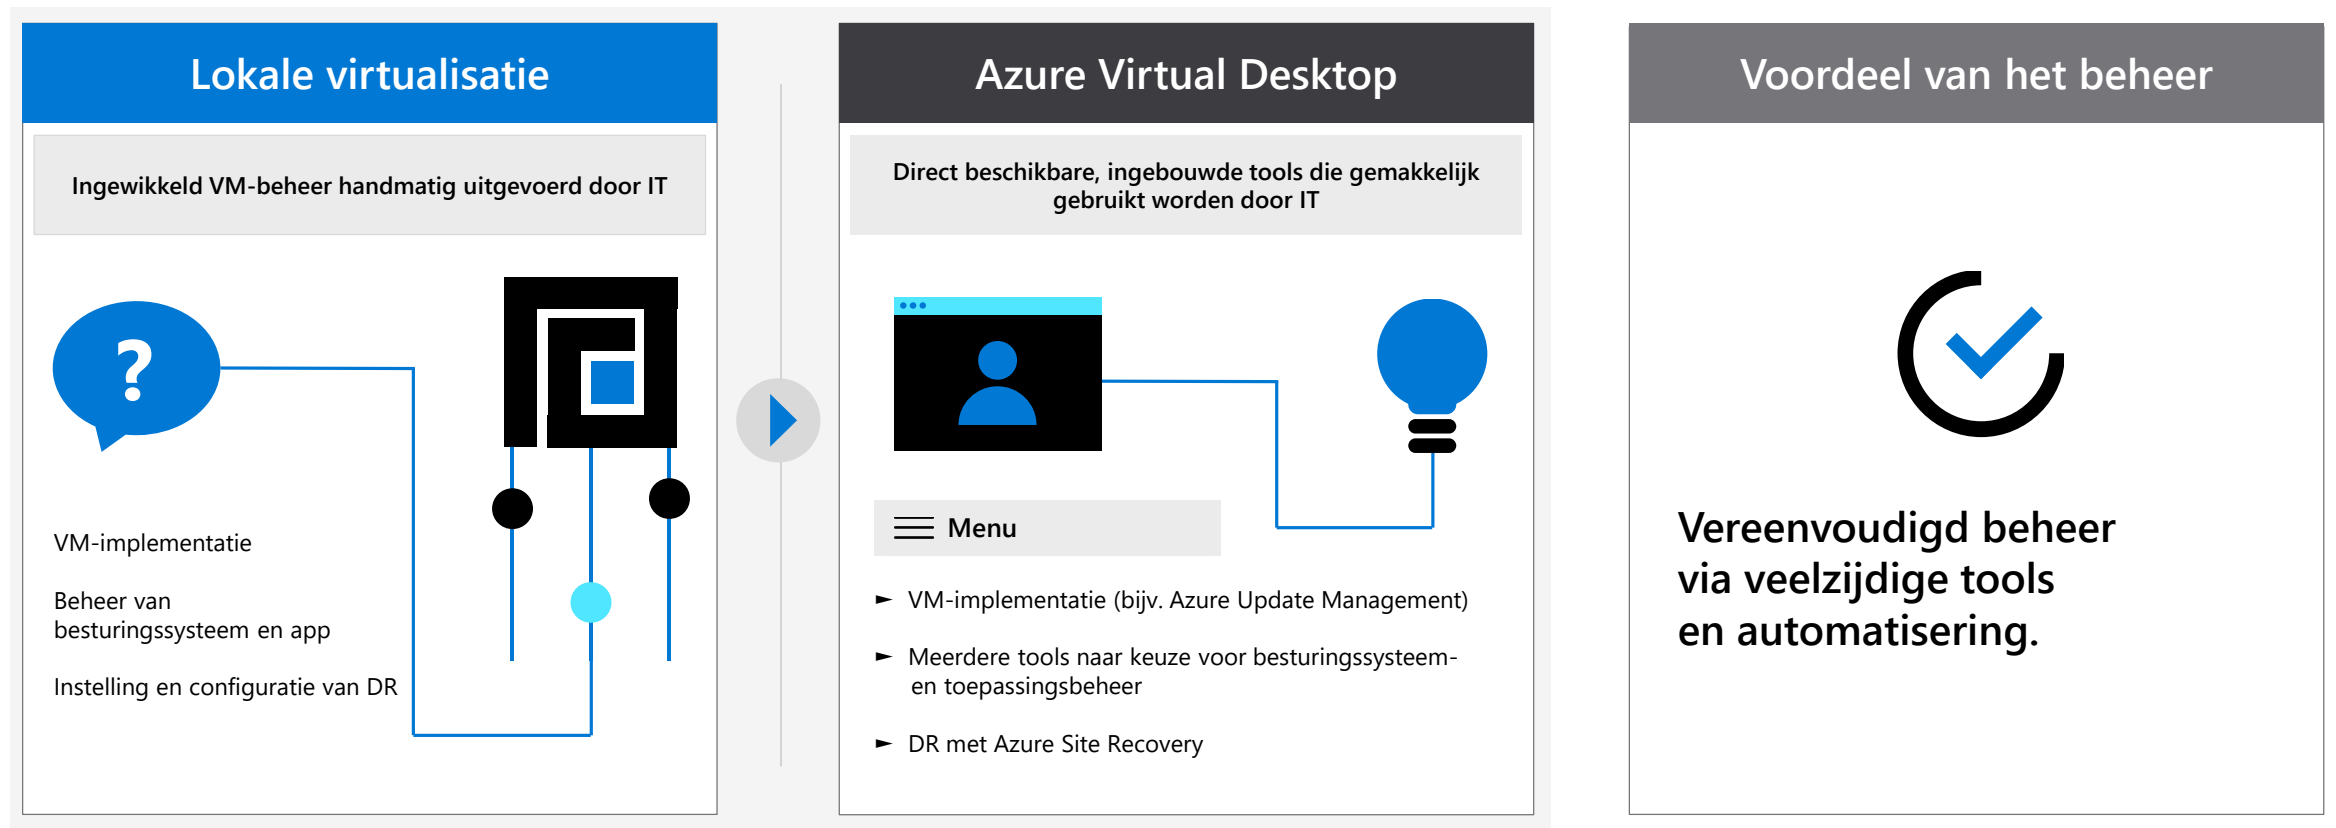 Lokale virtualisatie
Ingewikkeld VM-beheer handmatig uitgevoerd door IT
?
VM-implementatie
Beheer van
besturingssysteem en app
Instelling en configuratie van DR
Azure Virtual Desktop
Direct beschikbare, ingebouwde tools die gemakkelijk
gebruikt worden door IT
Menu
► VM-implementatie (bijv. Azure Update Management)
► Meerdere tools naar keuze voor besturingssysteem-
en toepassingsbeheer
► DR met Azure Site Recovery
Voordeel van het beheer
Vereenvoudigd beheer
via veelzijdige tools
en automatisering.